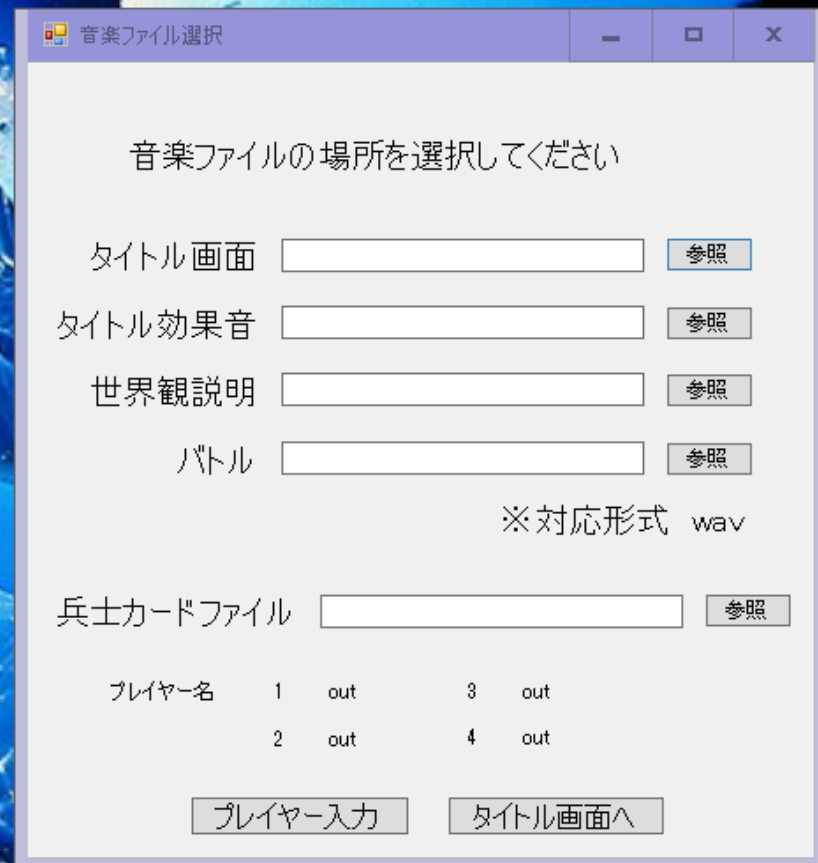 音楽ファイル選択
音楽ファイルの場所を選択してください
タイトル画面 参照
タイトル効果音 参照
世界観説明 参照
バトル 参照
※対応形式 wav
兵士カードファイル 参照
プレイヤー名 1 out 3 out
2 out 4 out
プレイヤー入力 タイトル画面へ